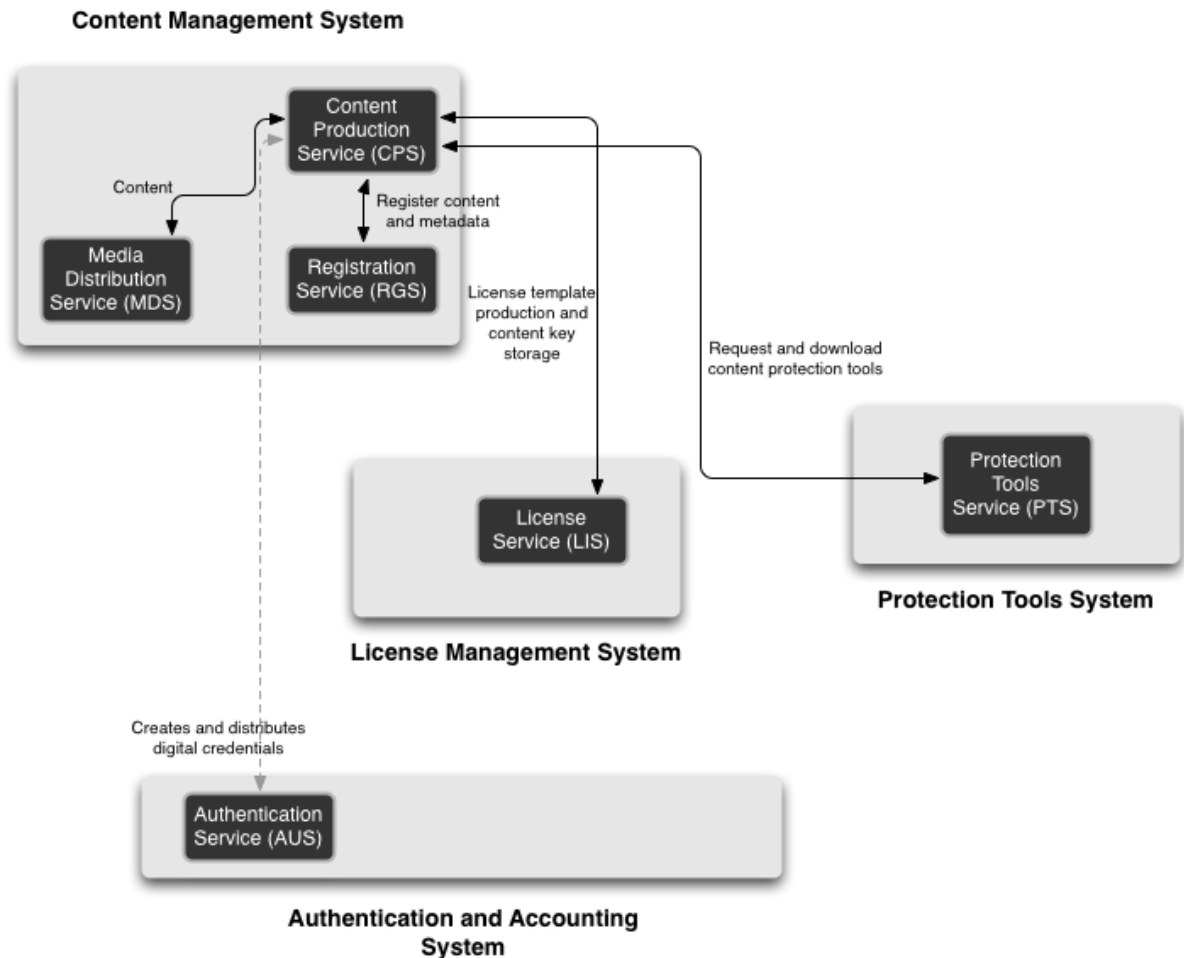 Content Management System
Content
Production
Service (CPS)
Content
Register content
and metadata
Media
Distribution
Service (MDS)
Registration
Service (RGS)
License template
production and
content key
storage
Request and download
content protection tools
Protection
Tools
Service (PTS)
License
Service (LIS)
Protection Tools System
License Management System
Creates and distributes
digital credentials
Authentication
Service (AUS)
Authentication and Accounting
System